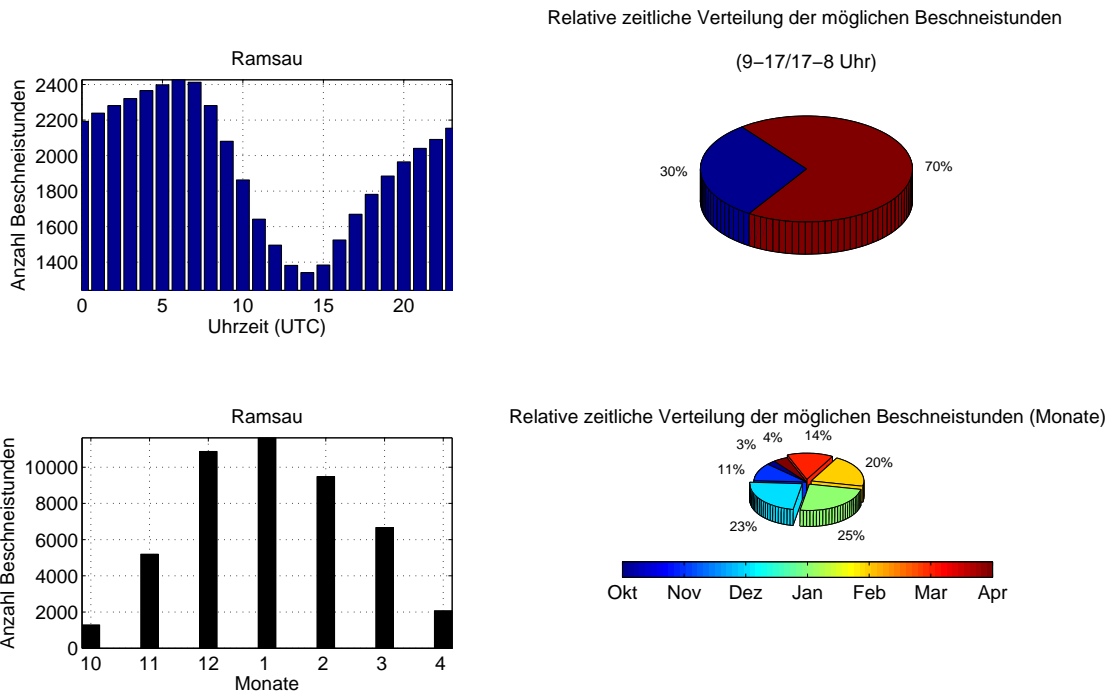 Relative zeitliche Verteilung der möglichen Beschneistunden
(9−17/17−8 Uhr)
Ramsau
Anzahl Beschneistunden
2400
2200
2000
1800
1600
1400
0 5 10 15 20
Uhrzeit (UTC)
30%
70%
Ramsau
Anzahl Beschneistunden
10000
8000
6000
4000
2000
0
10 11 12 1 2 3 4
Monate
Relative zeitliche Verteilung der möglichen Beschneistunden (Monate)
3%
4%
14%
11%
20%
23%
25%
Okt Nov Dez Jan Feb Mar Apr